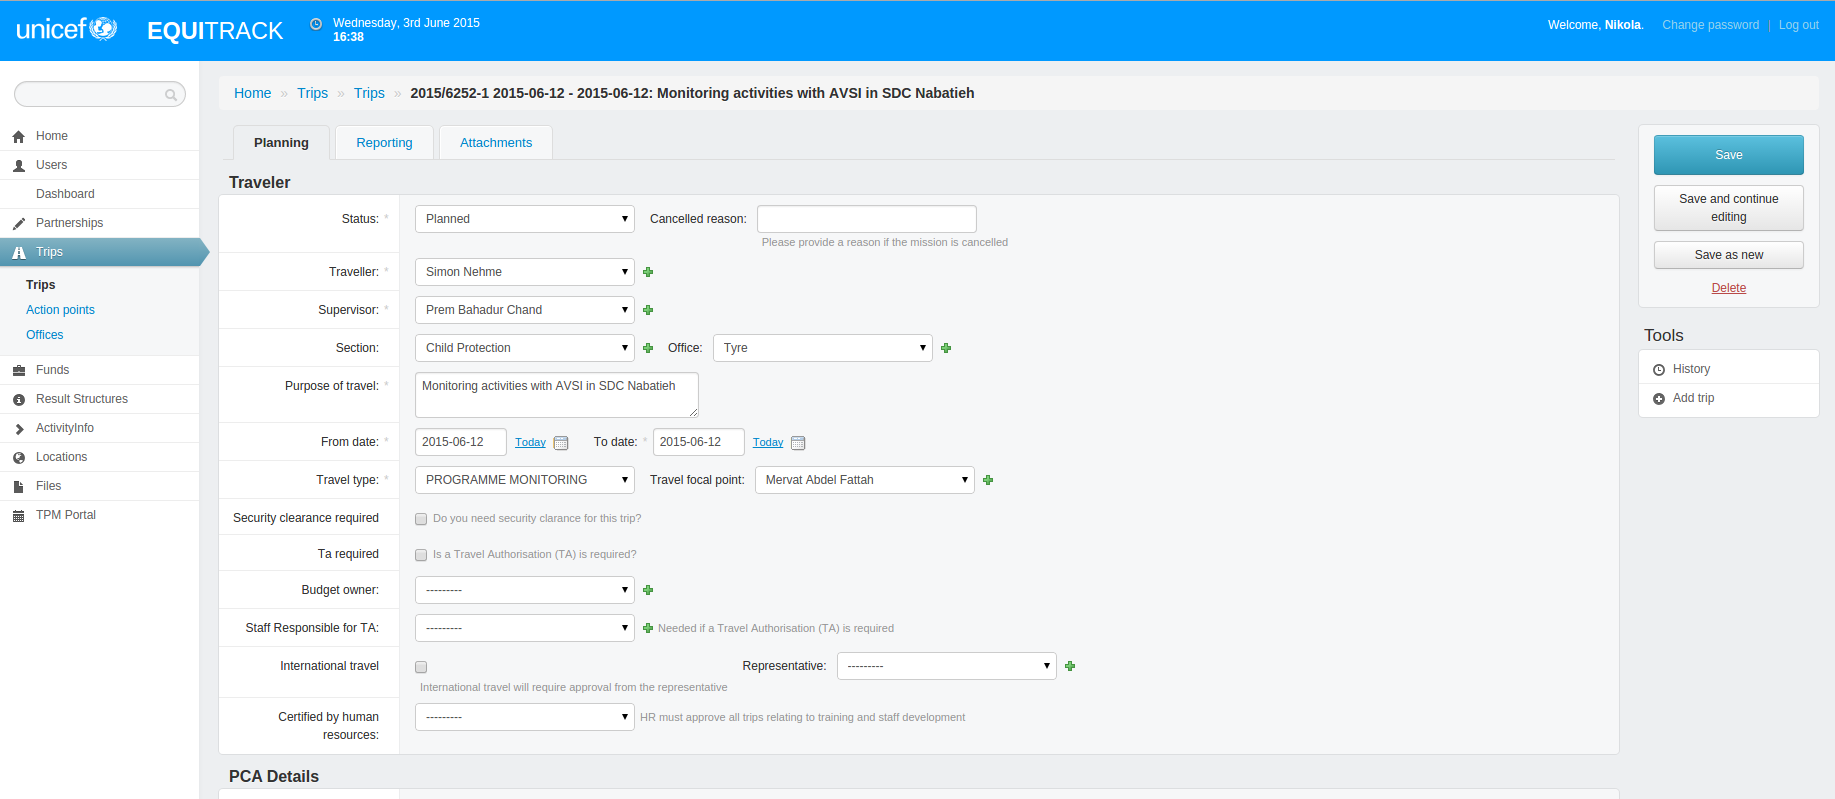 unicef
EQUITRACK
Wednesday, 3rd June 2015
16:38
Welcome, Nikola. Change password | Log out
Home
Users
Dashboard
Partnerships
Trips
Trips
Action points
Offices
Funds
Result Structures
ActivityInfo
Locations
Files
TPM Portal
Home » Trips » Trips » 2015/6252-1 2015-06-12 - 2015-06-12: Monitoring activities with AVSI in SDC Nabatieh
Planning Reporting Attachments
Traveler
Status: * Planned Cancelled reason:
Please provide a reason if the mission is cancelled
Traveller: * Simon Nehme
Supervisor: * Prem Bahadur Chand
Section: Child Protection Office: Tyre
Purpose of travel: * Monitoring activities with AVSI in SDC Nabatieh
From date: * 2015-06-12 Today To date: * 2015-06-12 Today
Travel type: * PROGRAMME MONITORING Travel focal point: Mervat Abdel Fattah
Security clearance required Do you need security clarance for this trip?
Ta required Is a Travel Authorisation (TA) is required?
Budget owner: ---------
Staff Responsible for TA: --------- Needed if a Travel Authorisation (TA) is required
International travel Representative: ---------
International travel will require approval from the representative
Certified by human
resources: --------- HR must approve all trips relating to training and staff development
PCA Details
Save
Save and continue
editing
Save as new
Delete
Tools
History
Add trip